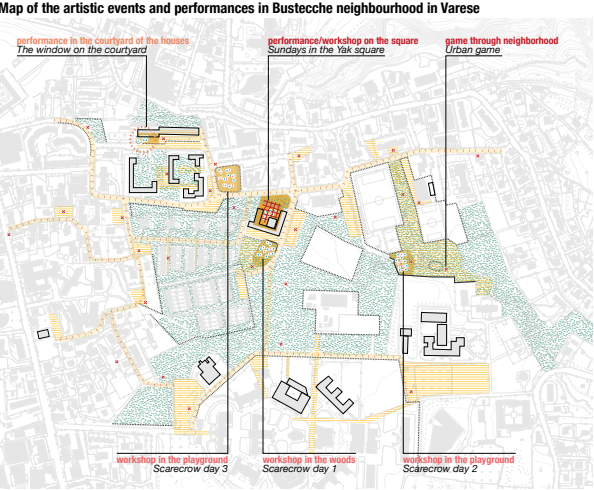 Map of the artistic events and performances in Bustecche neighbourhood in Varese
performance in the courtyard of the houses
The window on the courtyard
performance/workshop on the square
Sundays in the Yak square
game through neighborhood
Urban game
workshop in the playground
Scarecrow day 3
workshop in the woods
Scarecrow day 1
workshop in the playground
Scarecrow day 2